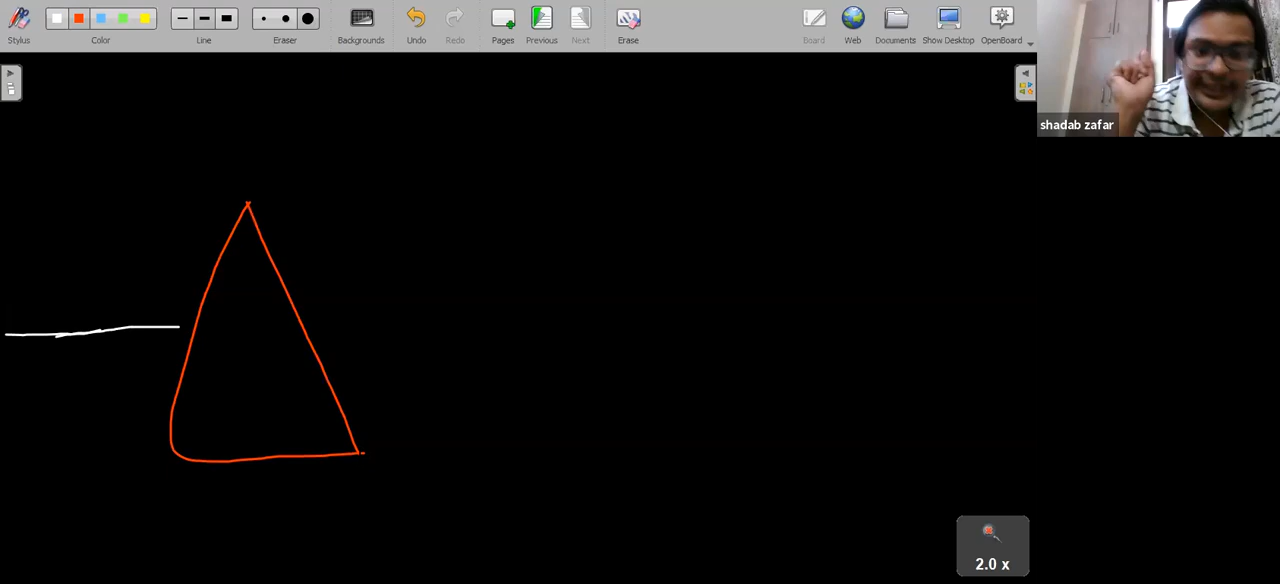 Stylus Color Line Eraser Backgrounds Undo Redo Pages Previous Next Erase Board Web Documents Show Desktop OpenBoard
shadab zafar
2.0 x